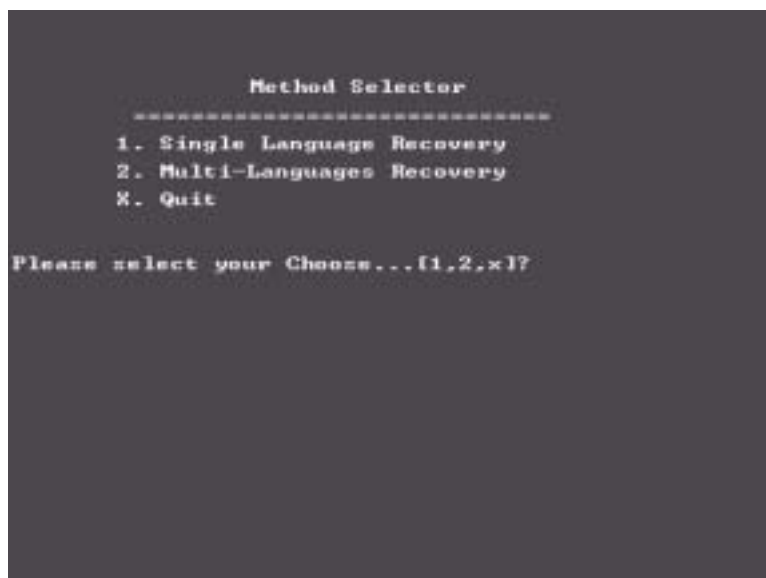 Method Selector
==============================
1. Single Language Recovery
2. Multi-Languages Recovery
X. Quit
Please select your Choose...[1,2,x]?